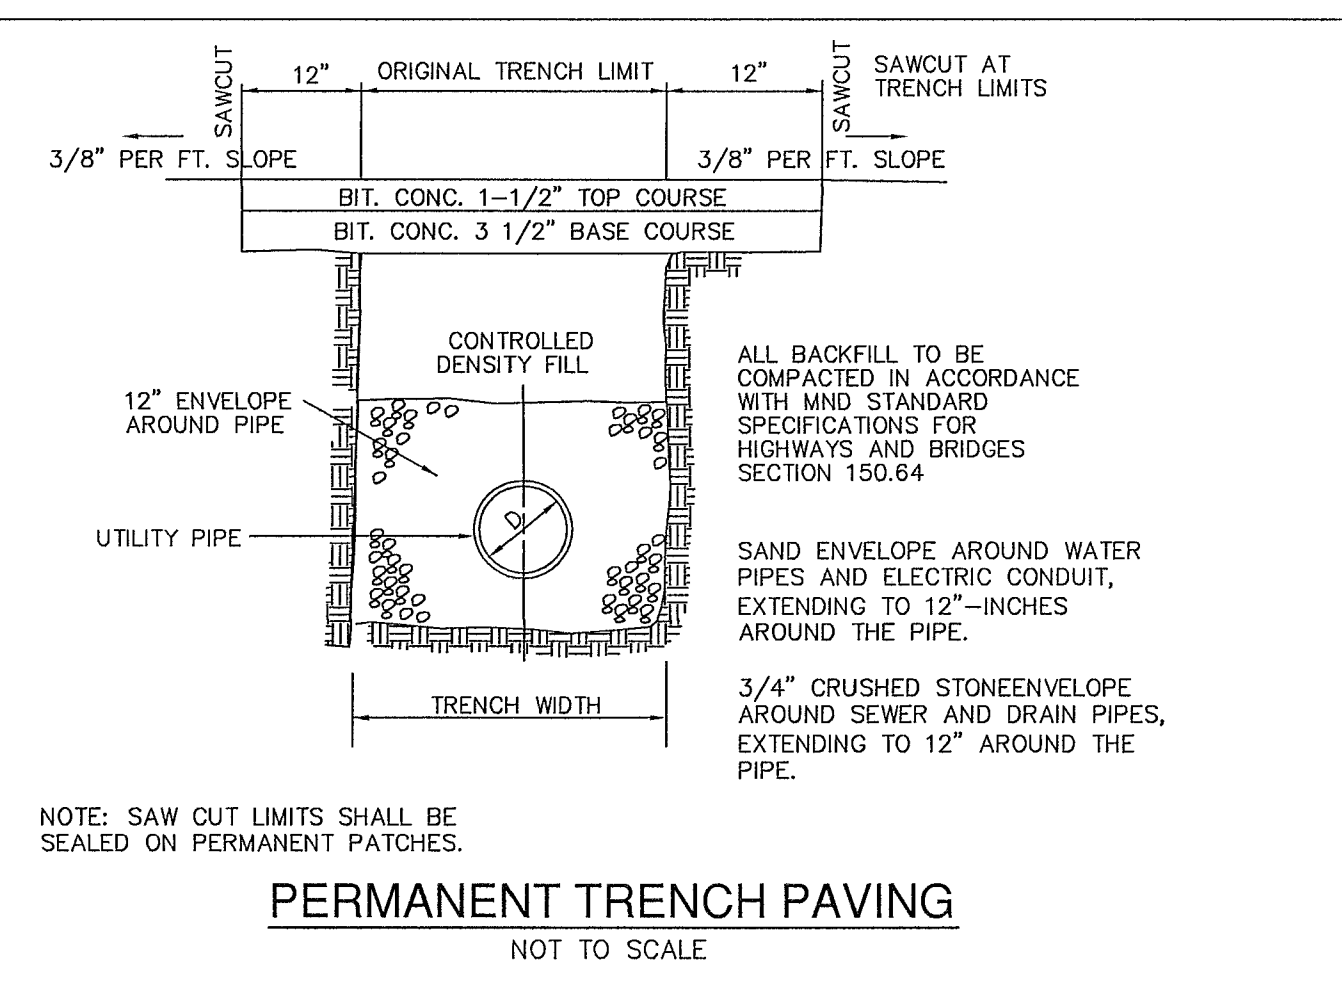 SAWCUT
12"
ORIGINAL TRENCH LIMIT
12"
SAWCUT
SAWCUT AT
TRENCH LIMITS
3/8" PER FT. SLOPE
3/8" PER FT. SLOPE
BIT. CONC. 1-1/2" TOP COURSE
BIT. CONC. 3 1/2" BASE COURSE
CONTROLLED
DENSITY FILL
12" ENVELOPE
AROUND PIPE
UTILITY PIPE
D
TRENCH WIDTH
ALL BACKFILL TO BE
COMPACTED IN ACCORDANCE
WITH MND STANDARD
SPECIFICATIONS FOR
HIGHWAYS AND BRIDGES
SECTION 150.64
SAND ENVELOPE AROUND WATER
PIPES AND ELECTRIC CONDUIT,
EXTENDING TO 12"-INCHES
AROUND THE PIPE.
3/4" CRUSHED STONEENVELOPE
AROUND SEWER AND DRAIN PIPES,
EXTENDING TO 12" AROUND THE
PIPE.
NOTE: SAW CUT LIMITS SHALL BE
SEALED ON PERMANENT PATCHES.
PERMANENT TRENCH PAVING
NOT TO SCALE